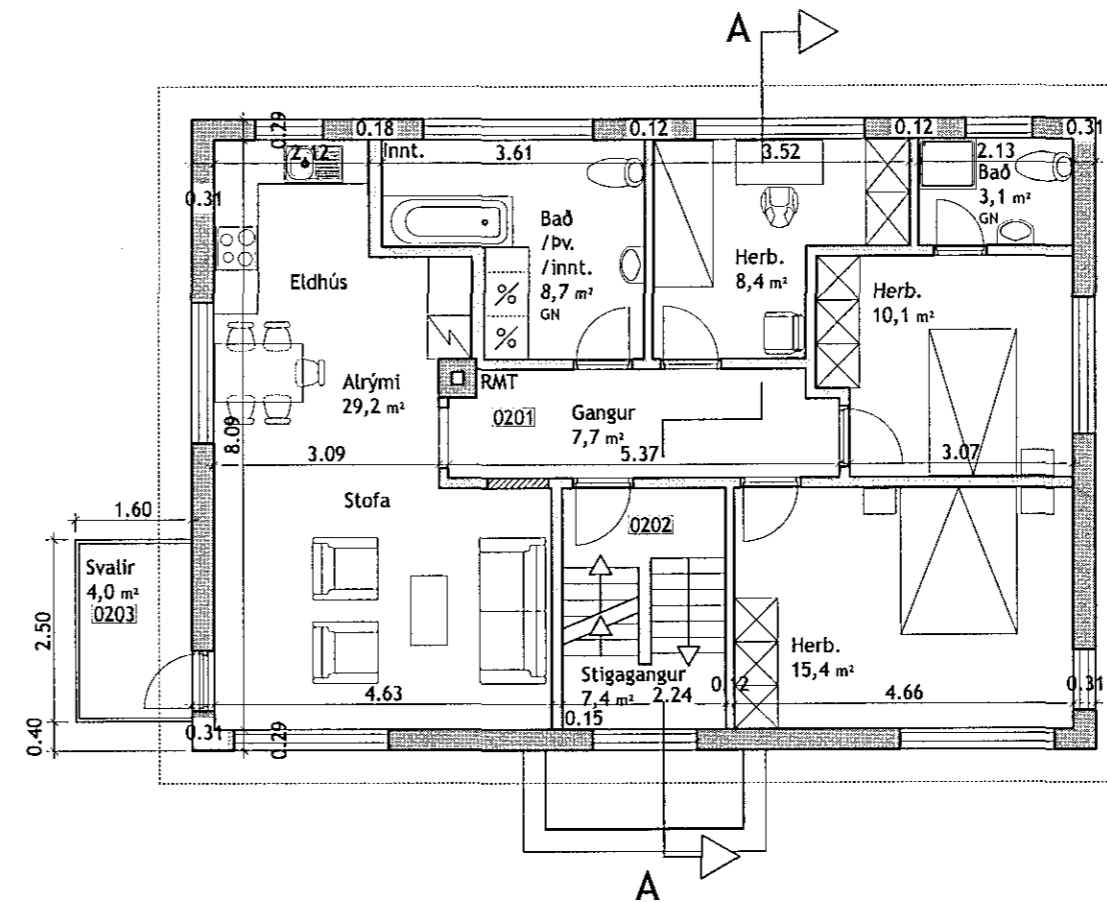 A
0.29
0.18
0.12
0.12
0.31
2.12
Innt.
3.61
3.52
2.13
Bað
3,1 m²
GN
0.31
Bað
/Þv.
/innt.
8,7 m²
GN
Herb.
8,4 m²
Herb.
10,1 m²
Eldhús
Alrými
29,2 m²
RMT
0201
Gangur
7,7 m²
8.09
3.09
5.37
3.07
1.60
Stofa
0202
Svalir
4,0 m²
0203
2.50
Herb.
15,4 m²
Stigagangur
7,4 m²
2.24
0.12
4.63
4.66
0.31
0.15
0.40
0.31
0.29
A